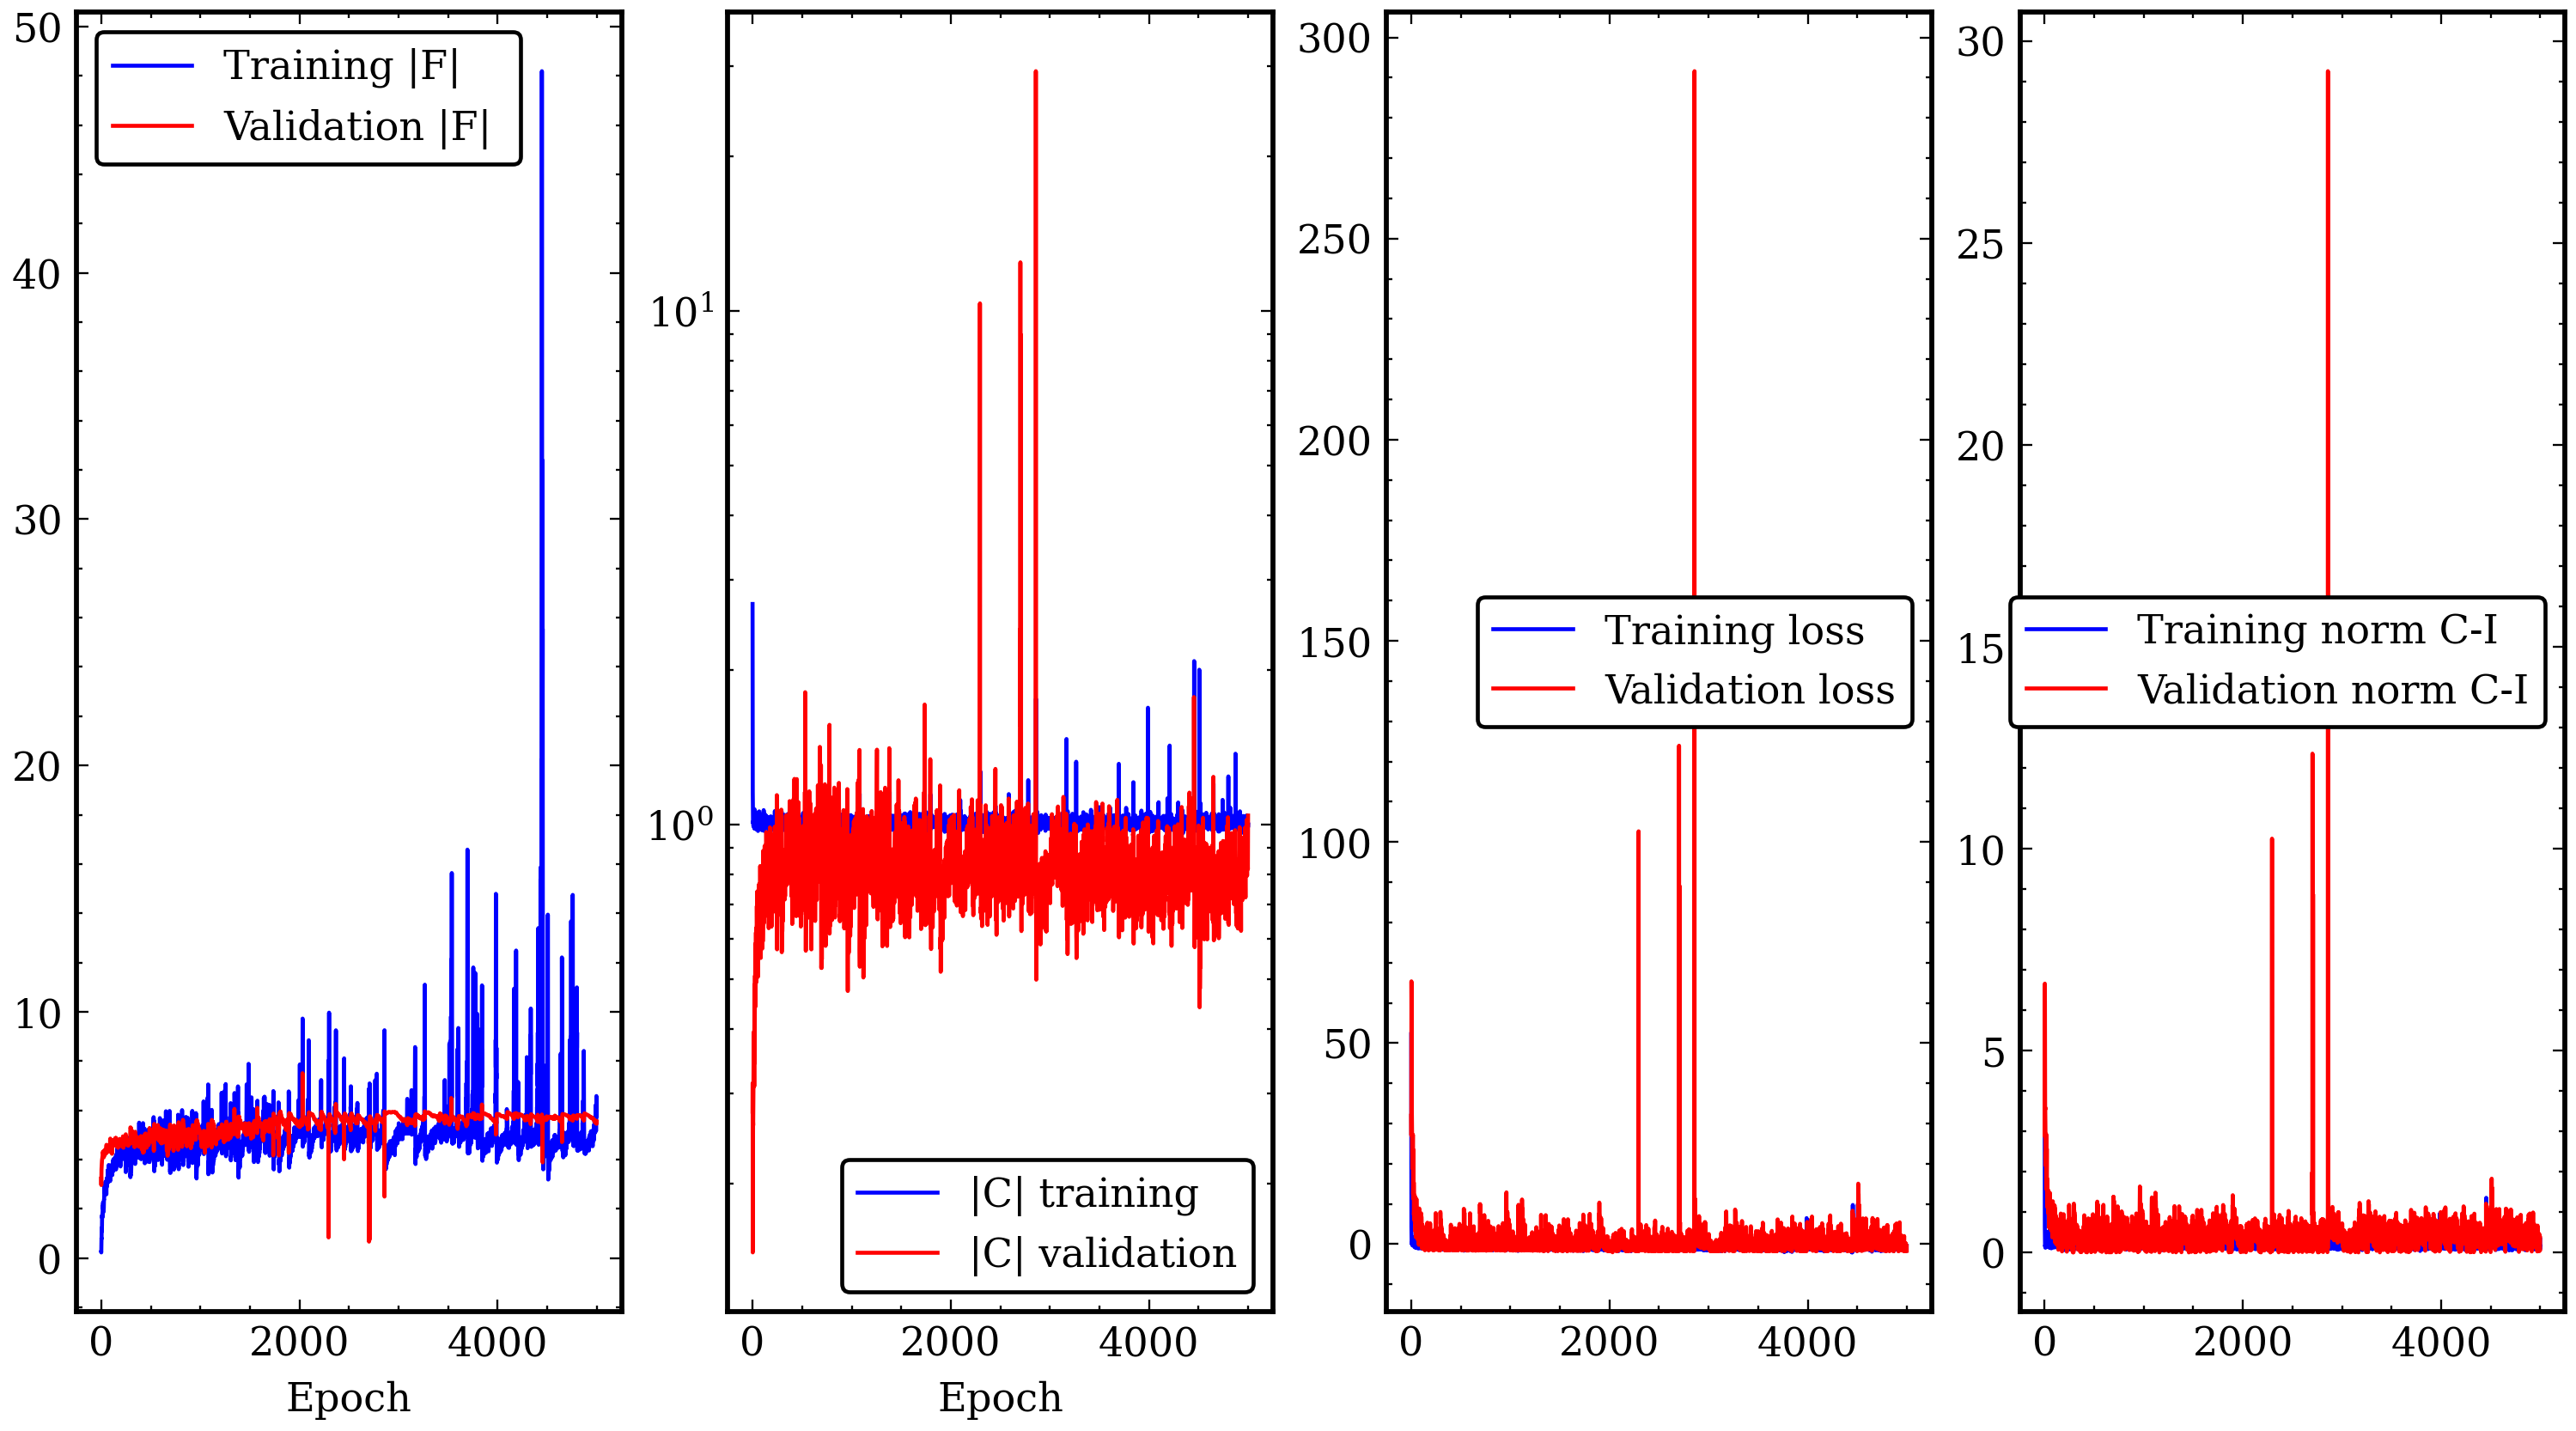 50
40
30
20
10
0
0 2000 4000
Epoch
Training |F|
Validation |F|
10¹
10⁰
0 2000 4000
Epoch
|C| training
|C| validation
300
250
200
150
100
50
0
0 2000 4000
Training loss
Validation loss
30
25
20
15
10
5
0
0 2000 4000
Training norm C-I
Validation norm C-I